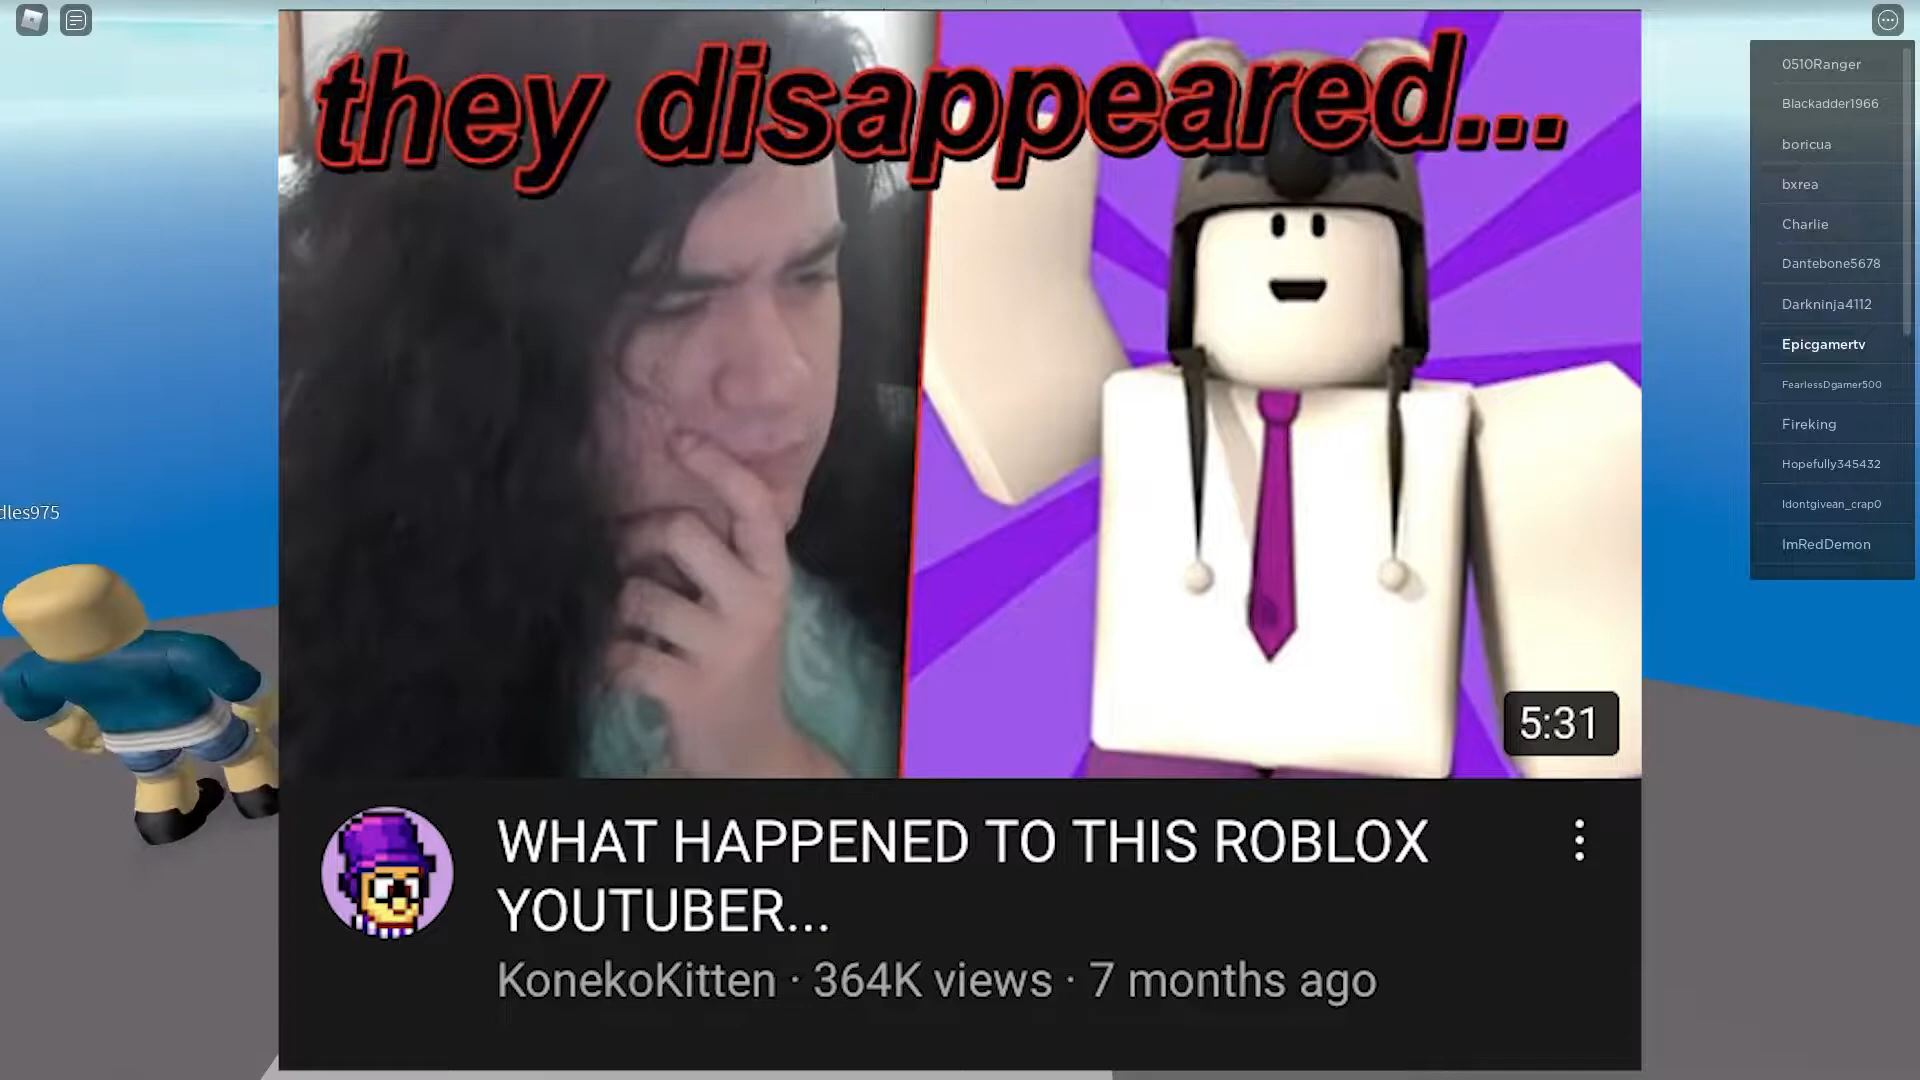 they disappeared...
5:31
WHAT HAPPENED TO THIS ROBLOX
YOUTUBER...
KonekoKitten · 364K views · 7 months ago
dles975
0510Ranger
Blackadder1966
boricua
bxrea
Charlie
Dantebone5678
Darkninja4112
Epicgamertv
FearlessDgamer500
Fireking
Hopefully345432
Idontgivean_crap0
ImRedDemon